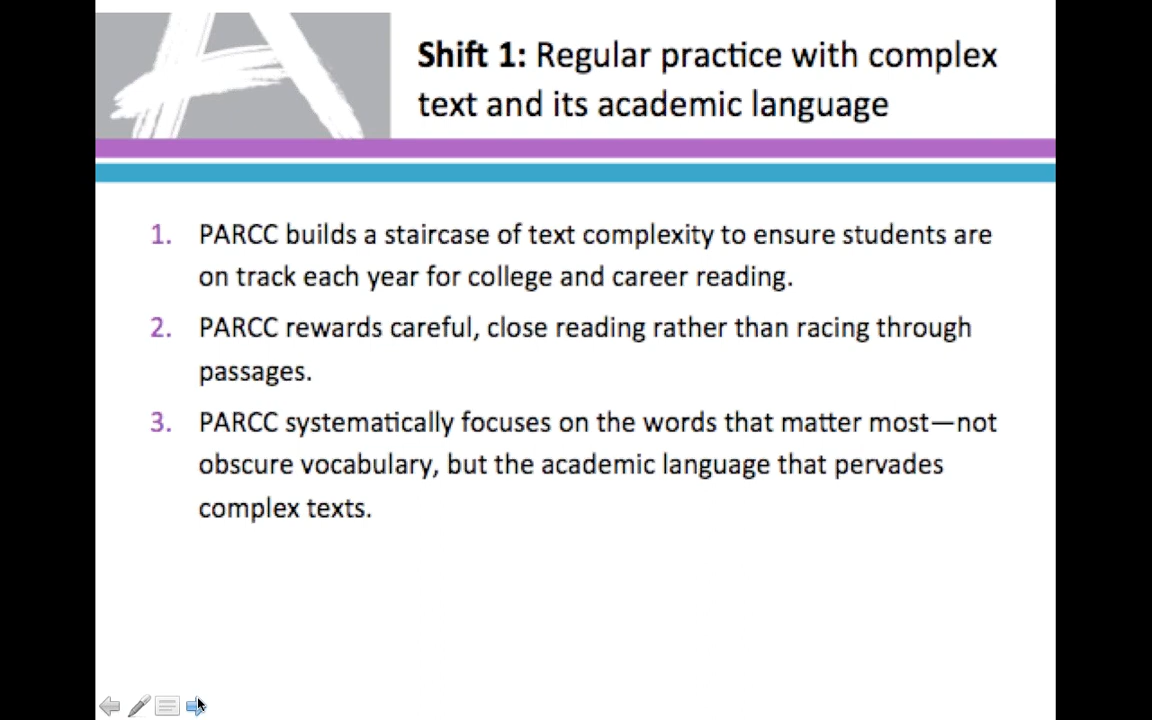 Shift 1: Regular practice with complex
text and its academic language
1. PARCC builds a staircase of text complexity to ensure students are
on track each year for college and career reading.
2. PARCC rewards careful, close reading rather than racing through
passages.
3. PARCC systematically focuses on the words that matter most—not
obscure vocabulary, but the academic language that pervades
complex texts.